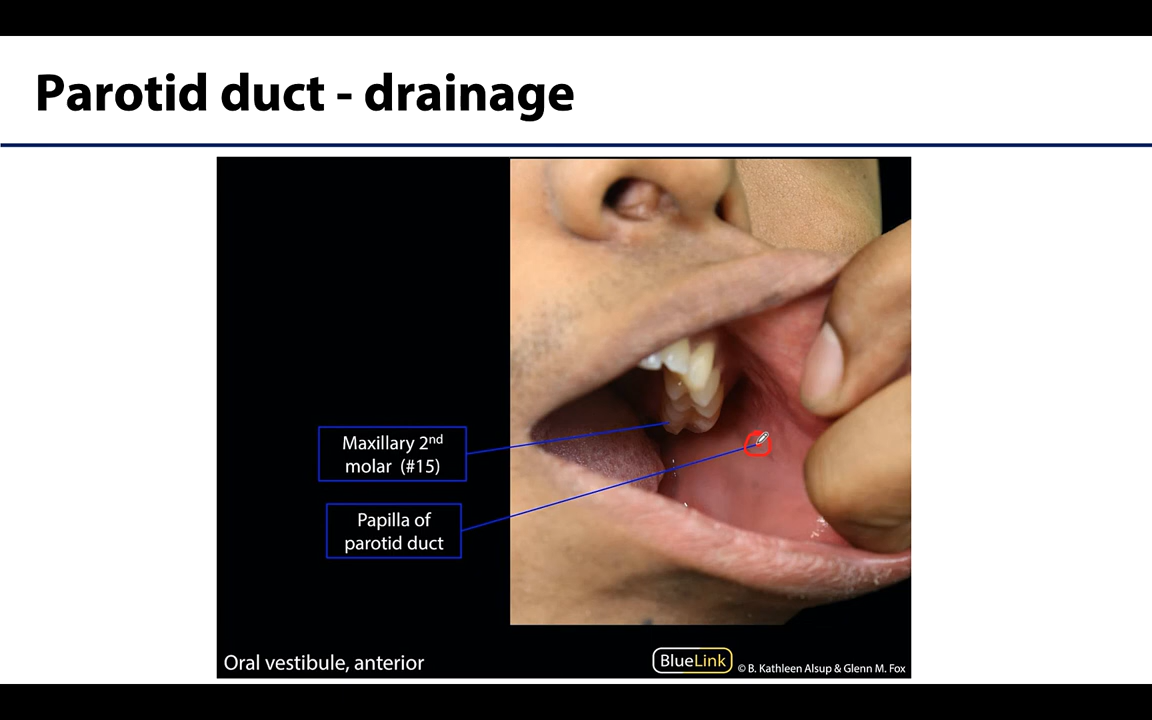 Parotid duct - drainage
Maxillary 2nd
molar (#15)
Papilla of
parotid duct
Oral vestibule, anterior
BlueLink
© B. Kathleen Alsup & Glenn M. Fox